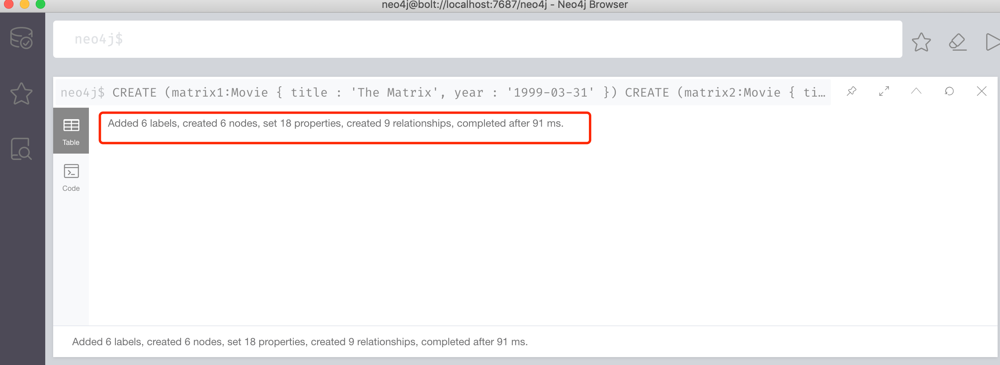 neo4j@bolt://localhost:7687/neo4j - Neo4j Browser
neo4j$
neo4j$ CREATE (matrix1:Movie { title : 'The Matrix', year : '1999-03-31' }) CREATE (matrix2:Movie { ti…
Added 6 labels, created 6 nodes, set 18 properties, created 9 relationships, completed after 91 ms.
Table
Code
Added 6 labels, created 6 nodes, set 18 properties, created 9 relationships, completed after 91 ms.